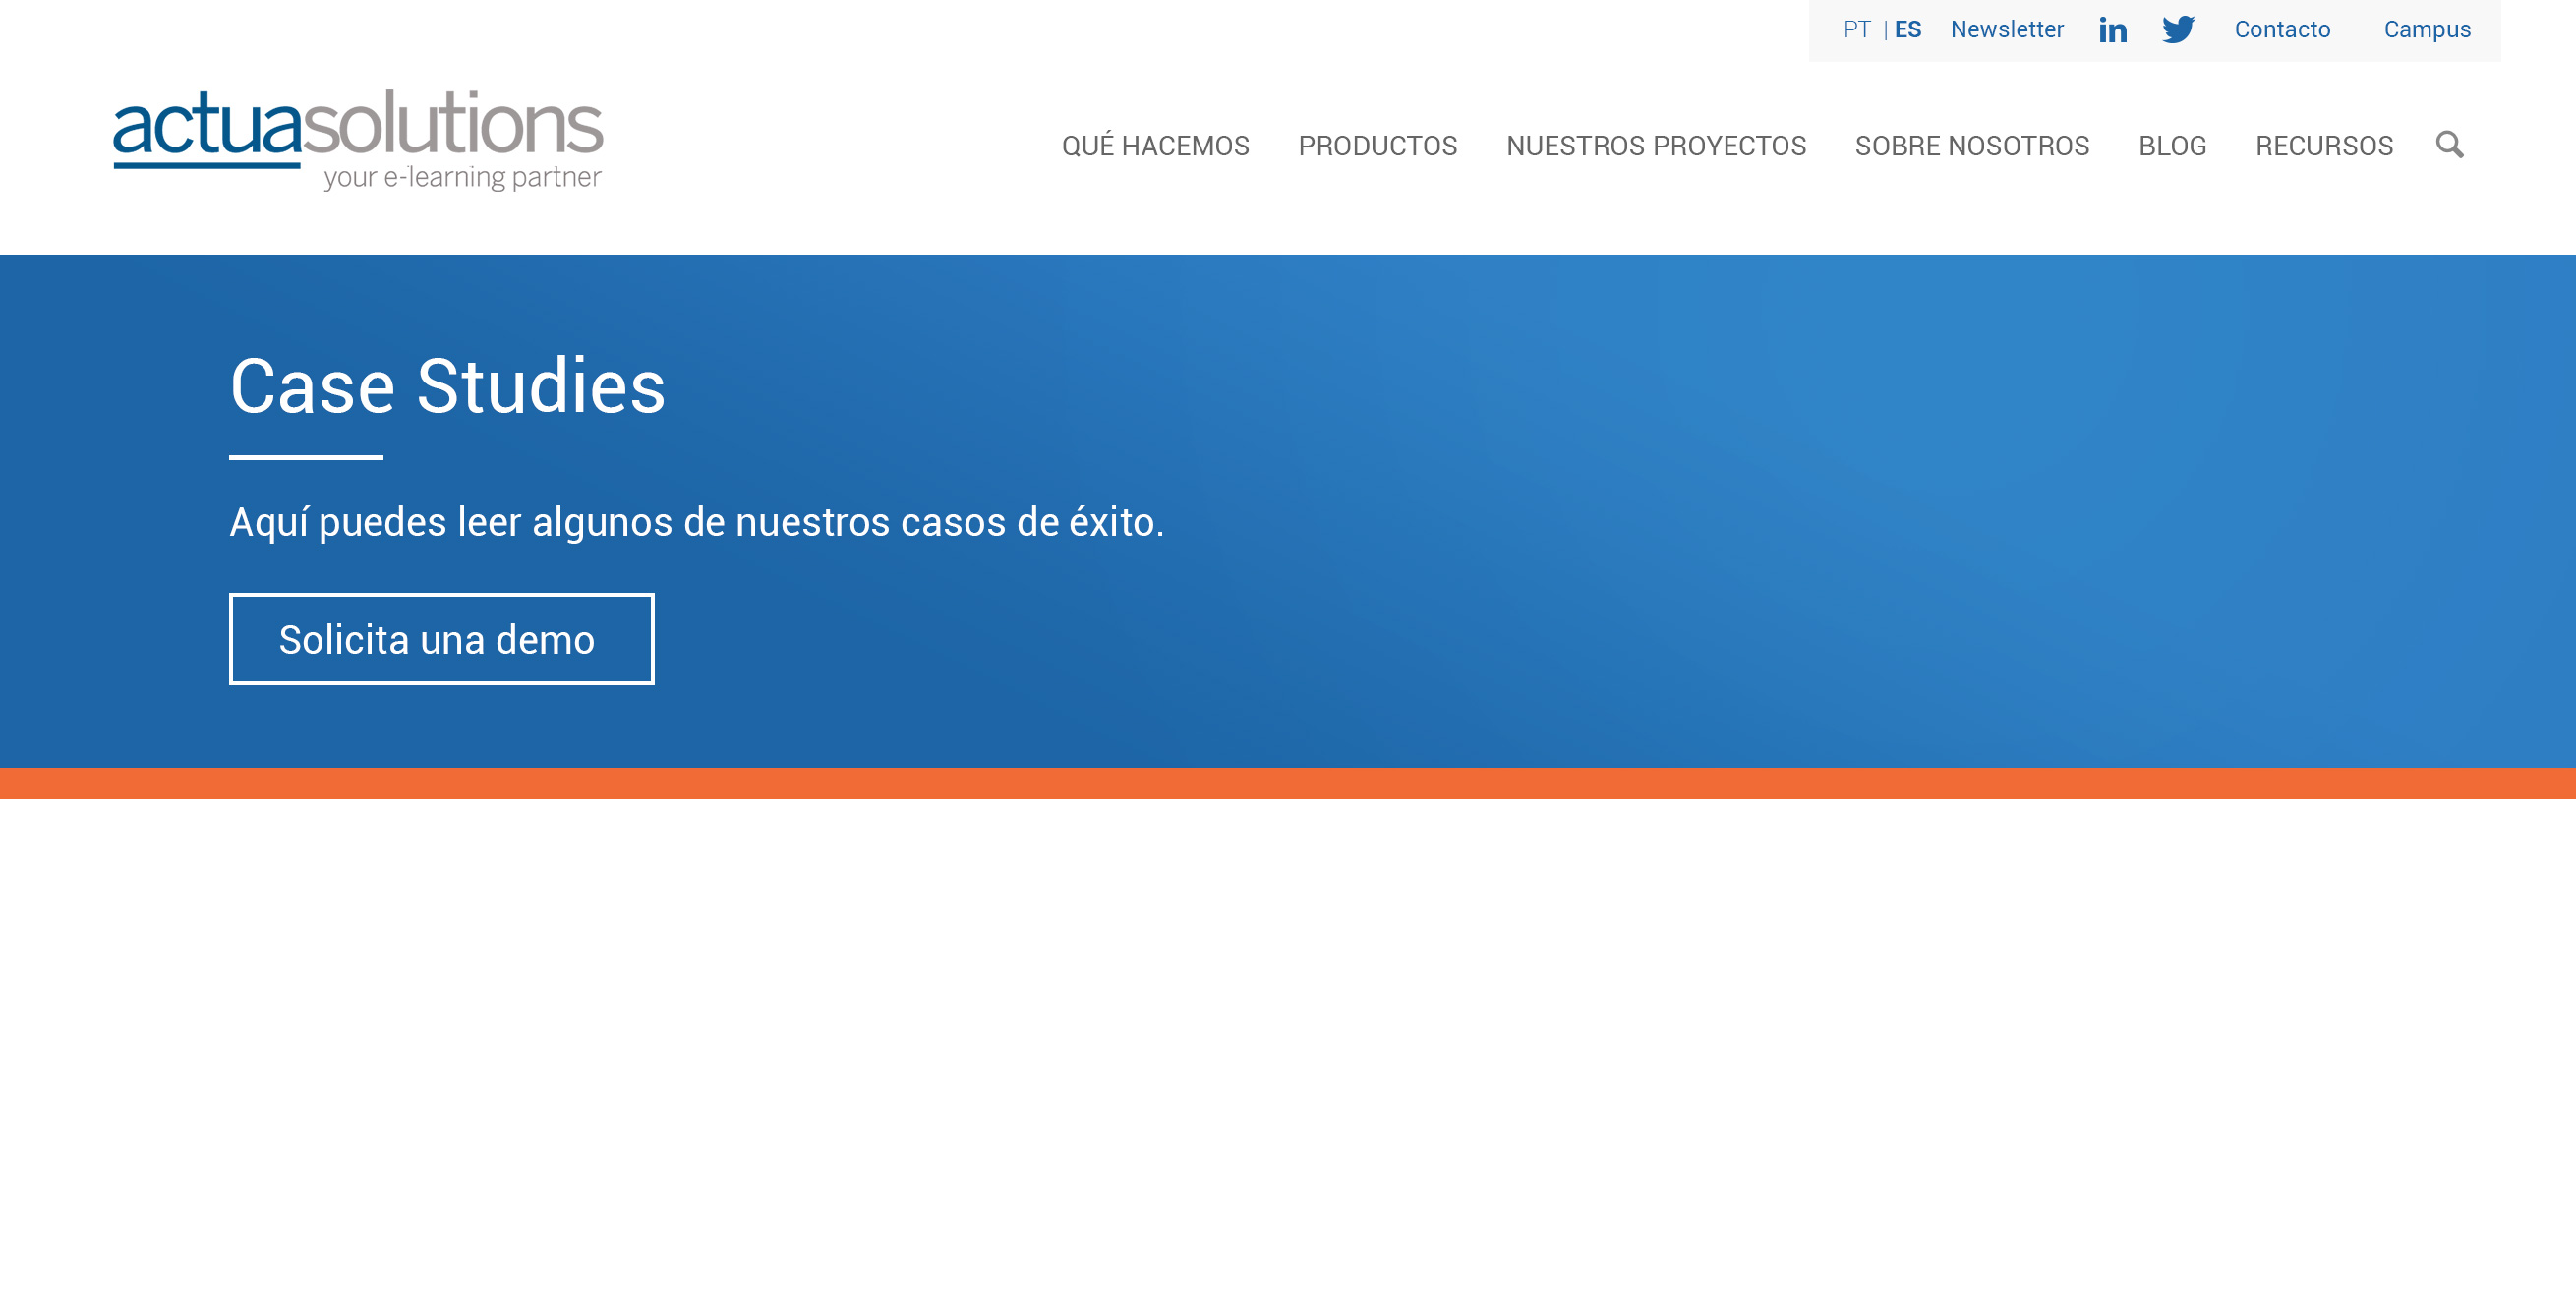 PT | ES Newsletter Contacto Campus
actuasolutions
your e-learning partner
QUÉ HACEMOS PRODUCTOS NUESTROS PROYECTOS SOBRE NOSOTROS BLOG RECURSOS
Case Studies
Aquí puedes leer algunos de nuestros casos de éxito.
Solicita una demo